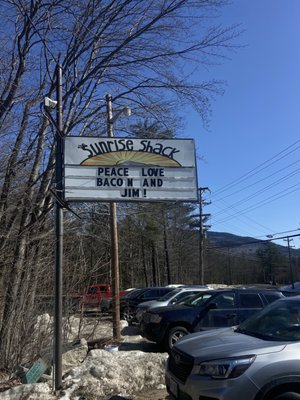 Sunrise Shack
PEACE LOVE
BACON AND
JIM!